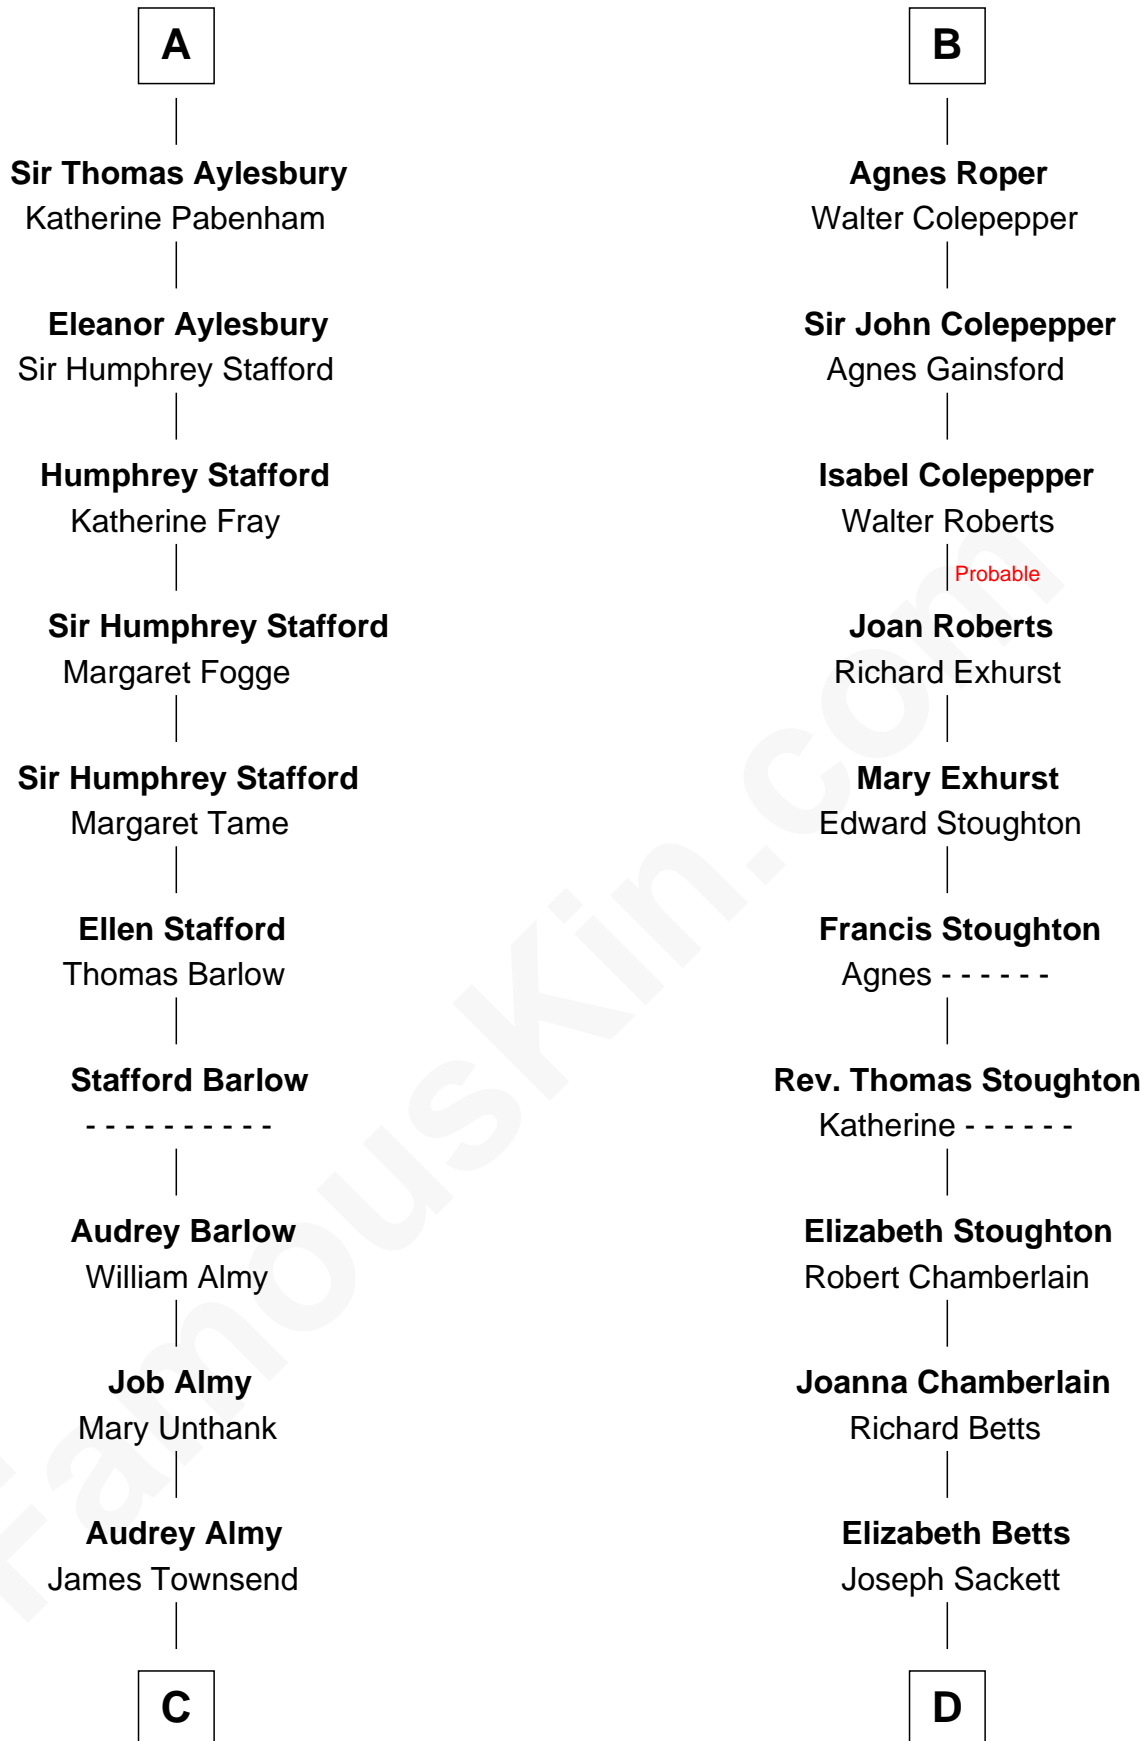 A
Sir Thomas Aylesbury
Katherine Pabenham
Eleanor Aylesbury
Sir Humphrey Stafford
Humphrey Stafford
Katherine Fray
Sir Humphrey Stafford
Margaret Fogge
Sir Humphrey Stafford
Margaret Tame
Ellen Stafford
Thomas Barlow
Stafford Barlow
- - - - - - - - - -
Audrey Barlow
William Almy
Job Almy
Mary Unthank
Audrey Almy
James Townsend
C
B
Agnes Roper
Walter Colepepper
Sir John Colepepper
Agnes Gainsford
Isabel Colepepper
Walter Roberts
Probable
Joan Roberts
Richard Exhurst
Mary Exhurst
Edward Stoughton
Francis Stoughton
Agnes - - - - - -
Rev. Thomas Stoughton
Katherine - - - - - -
Elizabeth Stoughton
Robert Chamberlain
Joanna Chamberlain
Richard Betts
Elizabeth Betts
Joseph Sackett
D
FamousKin.com